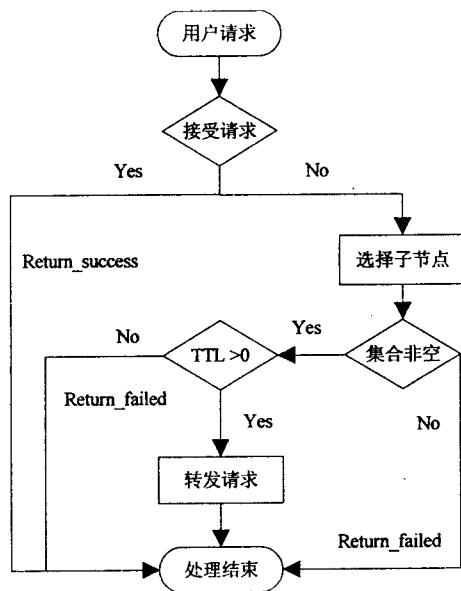 用户请求
接受请求
Yes
No
Return_success
选择子节点
No
TTL >0
Yes
集合非空
Return_failed
Yes
No
转发请求
Return_failed
处理结束